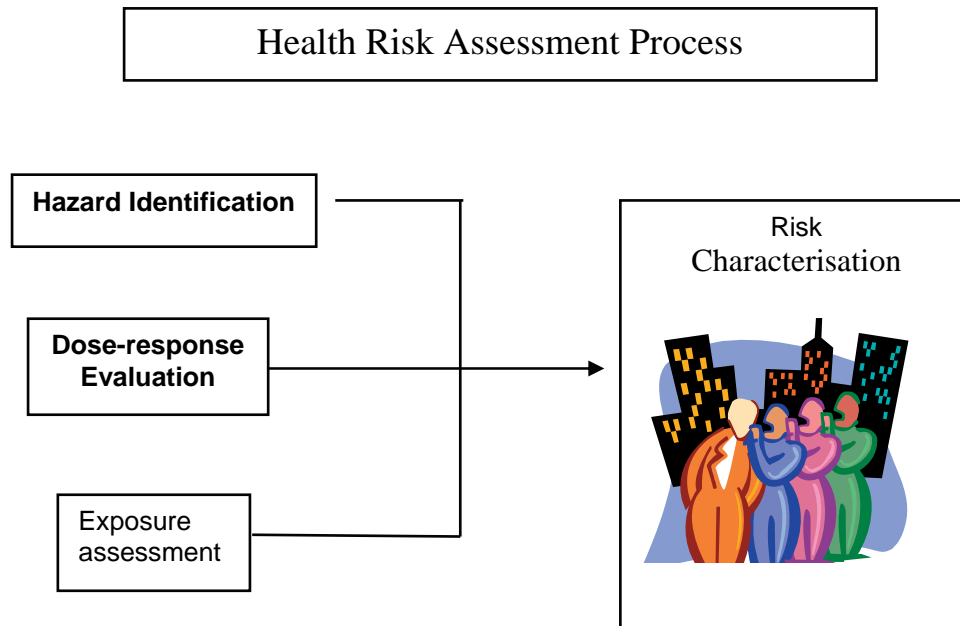 Health Risk Assessment Process
Hazard Identification
Dose-response
Evaluation
Exposure
assessment
Risk
Characterisation